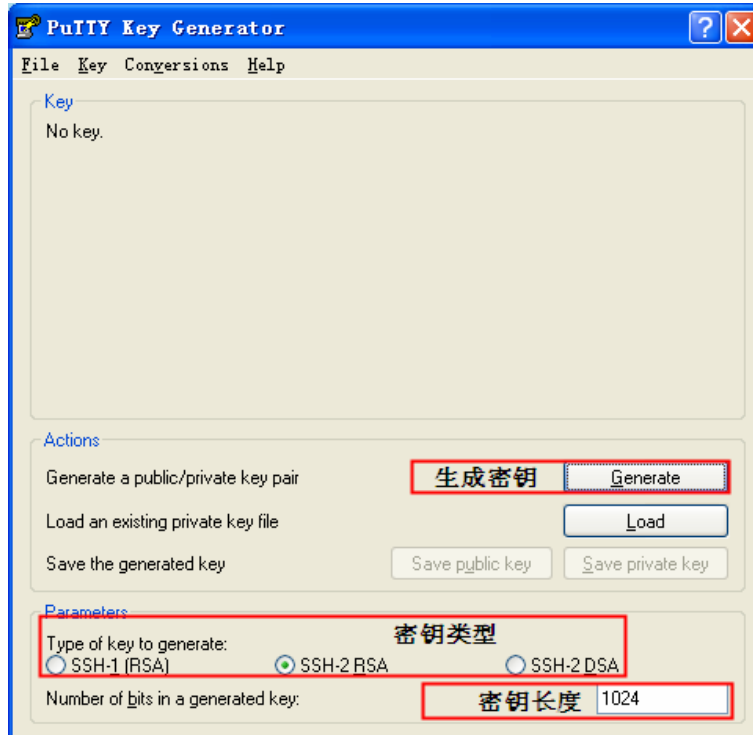 PuTTY Key Generator
File Key Conversions Help
Key
No key.
Actions
Generate a public/private key pair 生成密钥 Generate
Load an existing private key file Load
Save the generated key Save public key Save private key
Parameters
Type of key to generate: 密钥类型
SSH-1 (RSA) SSH-2 RSA SSH-2 DSA
Number of bits in a generated key: 密钥长度 1024